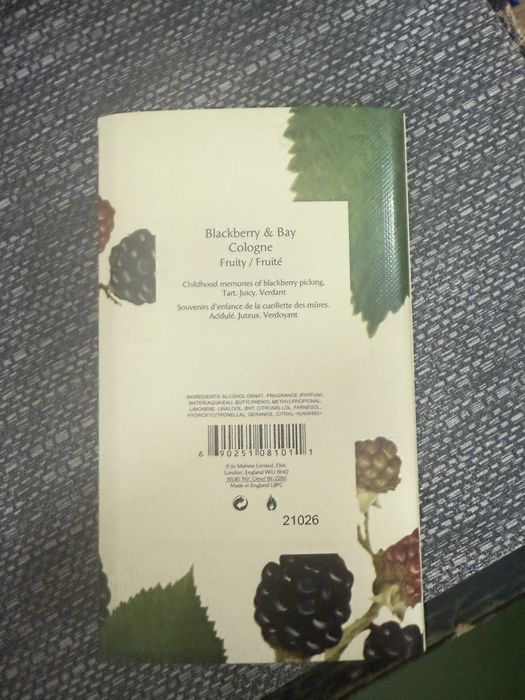 Blackberry & Bay
Cologne
Fruity / Fruité
Childhood memories of blackberry picking.
Tart. Juicy. Verdant
Souvenirs d'enfance de la cueillette des mûres.
Acidulé. Juteux. Verdoyant
INGREDIENTS: ALCOHOL DENAT. FRAGRANCE (PARFUM),
WATER\AQUA\EAU, BUTYLPHENYL METHYLPROPIONAL,
LIMONENE, LINALOOL, BHT, CITRONELLOL, FARNESOL,
HYDROXYCITRONELLAL, GERANIOL, CITRAL
6 90251 08101 1
© Jo Malone Limited, Dist.
London, England W1U 8HQ
Made in England
21026